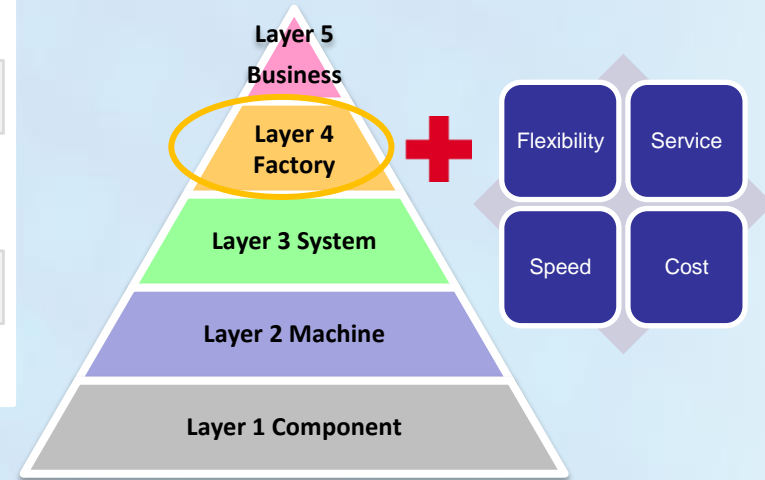 Layer 5
Business
Layer 4
Factory
Layer 3 System
Layer 2 Machine
Layer 1 Component
Flexibility
Service
Speed
Cost